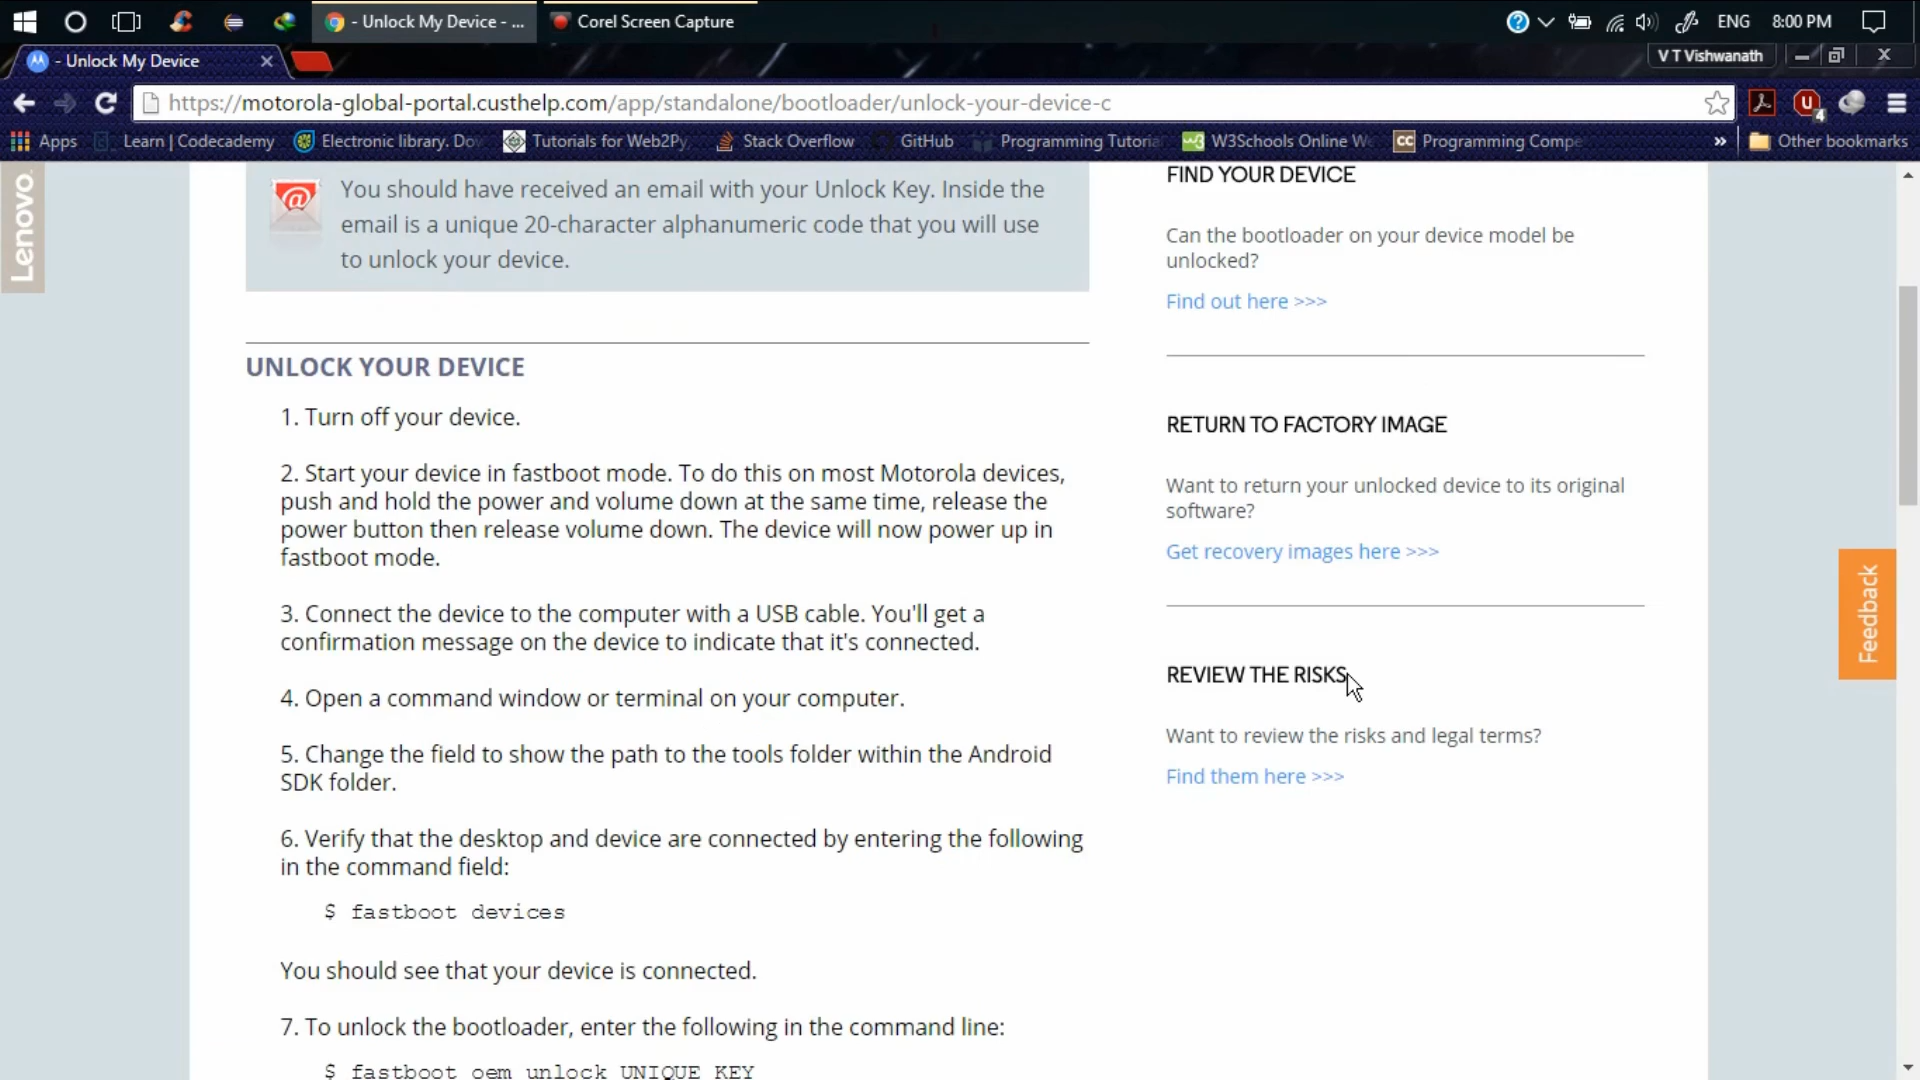 - Unlock My Device - ...
Corel Screen Capture
?
ENG
8:00 PM
- Unlock My Device
V T Vishwanath
https://motorola-global-portal.custhelp.com/app/standalone/bootloader/unlock-your-device-c
4
Apps
Learn | Codecademy
Electronic library. Do
Tutorials for Web2Py
Stack Overflow
GitHub
Programming Tutoria
W3Schools Online We
CC
Programming Compe
»
Other bookmarks
Lenovo
You should have received an email with your Unlock Key. Inside the
email is a unique 20-character alphanumeric code that you will use
to unlock your device.
UNLOCK YOUR DEVICE
1. Turn off your device.
2. Start your device in fastboot mode. To do this on most Motorola devices,
push and hold the power and volume down at the same time, release the
power button then release volume down. The device will now power up in
fastboot mode.
3. Connect the device to the computer with a USB cable. You'll get a
confirmation message on the device to indicate that it's connected.
4. Open a command window or terminal on your computer.
5. Change the field to show the path to the tools folder within the Android
SDK folder.
6. Verify that the desktop and device are connected by entering the following
in the command field:
$ fastboot devices
You should see that your device is connected.
7. To unlock the bootloader, enter the following in the command line:
$ fastboot oem unlock UNIQUE_KEY
FIND YOUR DEVICE
Can the bootloader on your device model be
unlocked?
Find out here >>>
RETURN TO FACTORY IMAGE
Want to return your unlocked device to its original
software?
Get recovery images here >>>
REVIEW THE RISKS
Want to review the risks and legal terms?
Find them here >>>
Feedback